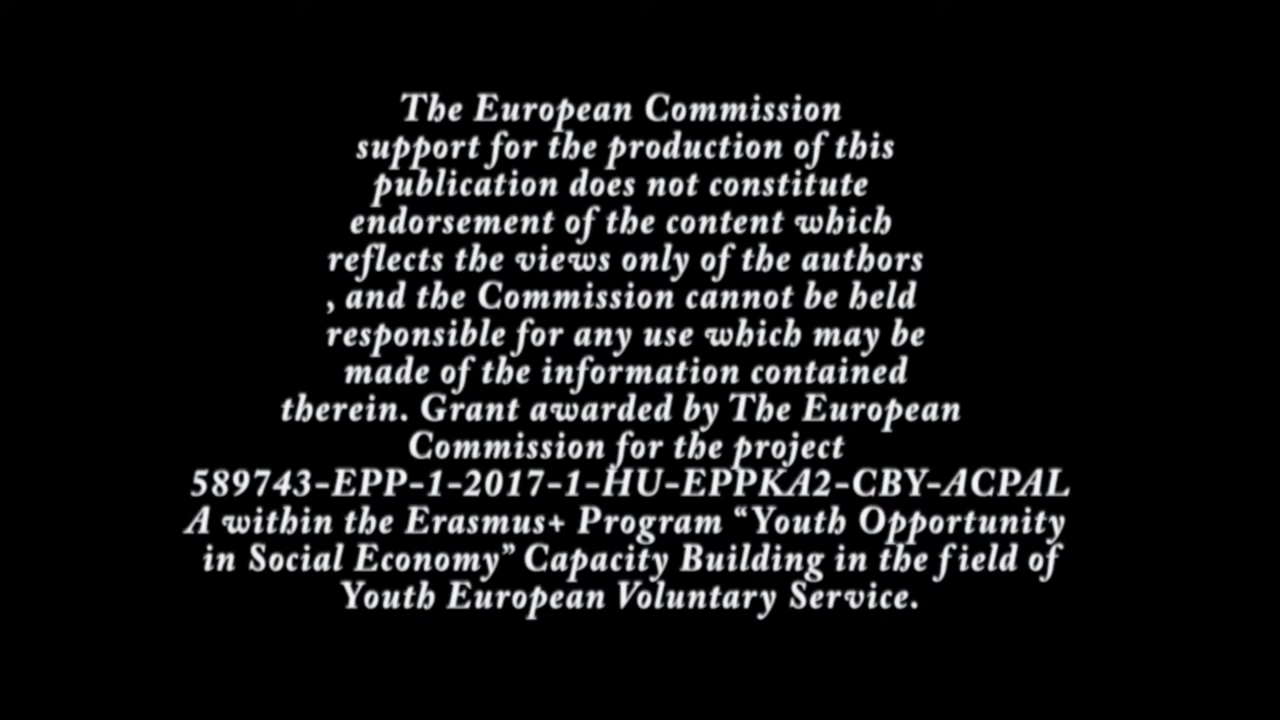 The European Commission
support for the production of this
publication does not constitute
endorsement of the content which
reflects the views only of the authors
, and the Commission cannot be held
responsible for any use which may be
made of the information contained
therein. Grant awarded by The European
Commission for the project
589743-EPP-1-2017-1-HU-EPPKA2-CBY-ACPAL
A within the Erasmus+ Program “Youth Opportunity
in Social Economy” Capacity Building in the field of
Youth European Voluntary Service.